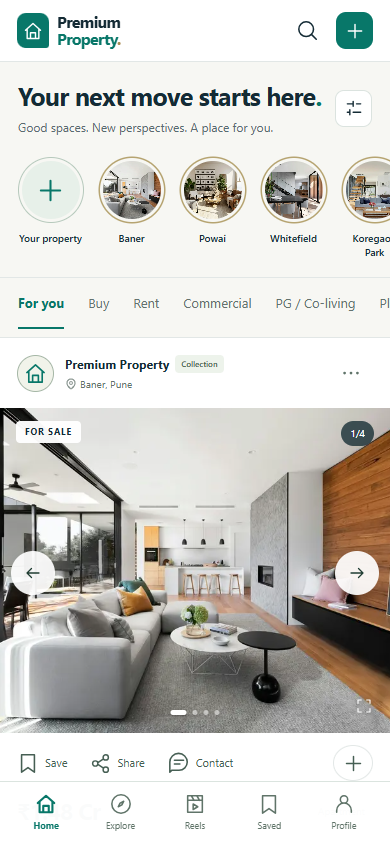 Premium
Property.
Your next move starts here.
Good spaces. New perspectives. A place for you.
Your property
Baner
Powai
Whitefield
Koregao
Park
For you
Buy
Rent
Commercial
PG / Co-living
Premium Property
Collection
Baner, Pune
FOR SALE
1/4
Save
Share
Contact
Home
Explore
Reels
Saved
Profile